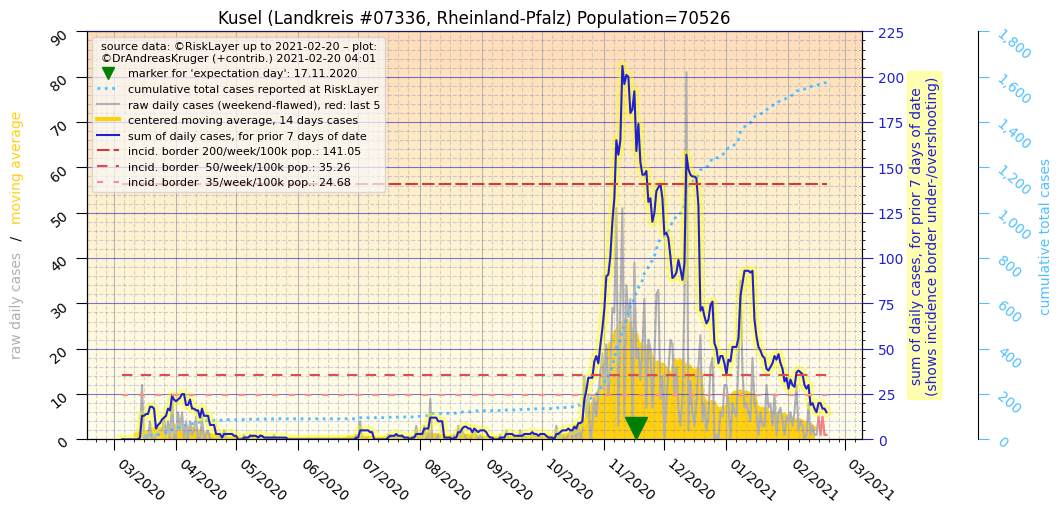 Kusel (Landkreis #07336, Rheinland-Pfalz) Population=70526
source data: ©RiskLayer up to 2021-02-20 – plot:
©DrAndreasKruger (+contrib.) 2021-02-20 04:01
marker for 'expectation day': 17.11.2020
cumulative total cases reported at RiskLayer
raw daily cases (weekend-flawed), red: last 5
centered moving average, 14 days cases
sum of daily cases, for prior 7 days of date
incid. border 200/week/100k pop.: 141.05
incid. border  50/week/100k pop.: 35.26
incid. border  35/week/100k pop.: 24.68
raw daily cases / moving average
0
10
20
30
40
50
60
70
80
90
03/2020
04/2020
05/2020
06/2020
07/2020
08/2020
09/2020
10/2020
11/2020
12/2020
01/2021
02/2021
03/2021
0
25
50
75
100
125
150
175
200
225
sum of daily cases, for prior 7 days of date
(shows incidence border under-/overshooting)
0
200
400
600
800
1,000
1,200
1,400
1,600
1,800
cumulative total cases